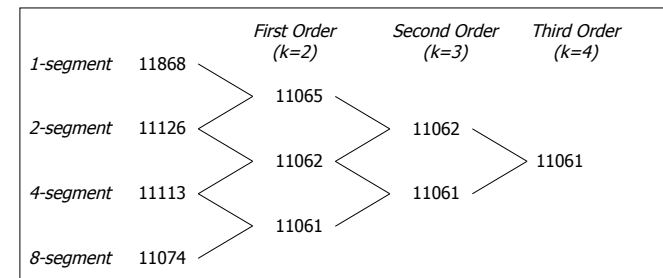 First Order Second Order Third Order
(k=2) (k=3) (k=4)
1-segment 11868
11065
2-segment 11126 11062
11062 11061
4-segment 11113 11061
11061
8-segment 11074